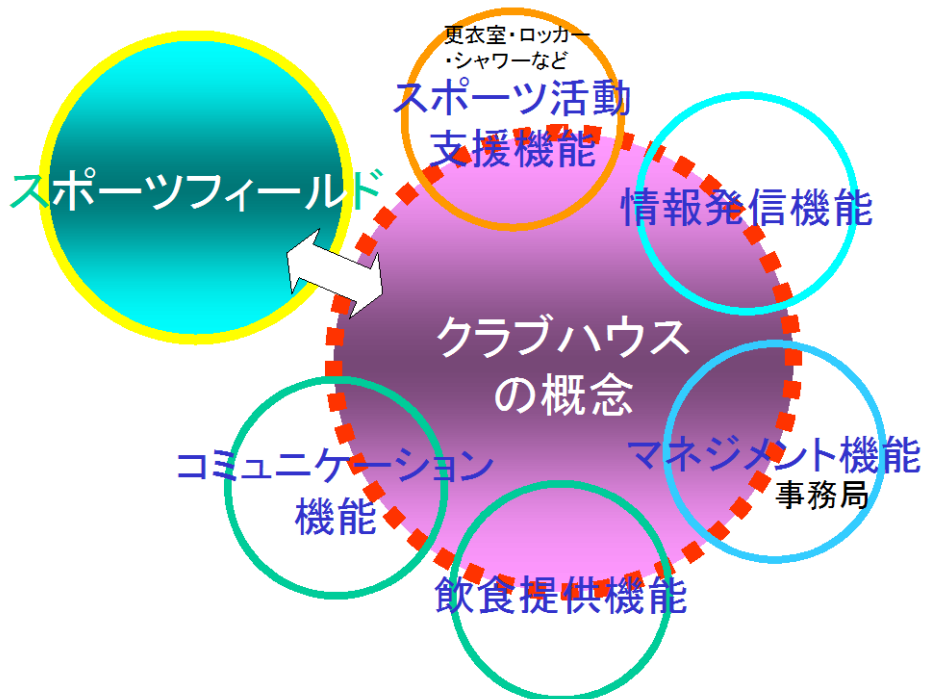 更衣室・ロッカー
・シャワーなど
スポーツ活動
支援機能
スポーツフィールド
情報発信機能
クラブハウス
の概念
コミュニケーション
機能
マネジメント機能
事務局
飲食提供機能